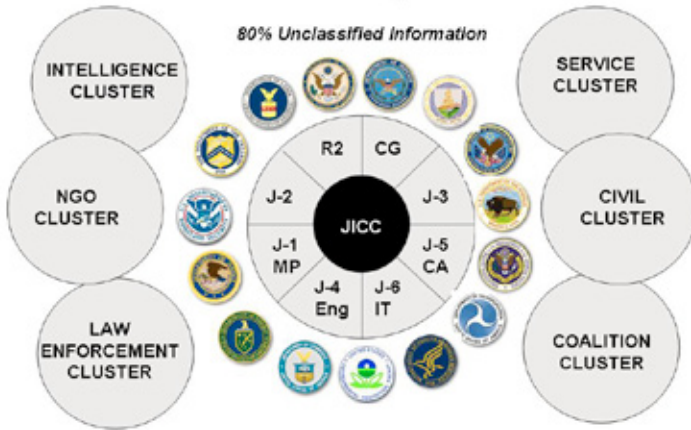 80% Unclassified Information
INTELLIGENCE
CLUSTER
SERVICE
CLUSTER
NGO
CLUSTER
CIVIL
CLUSTER
LAW
ENFORCEMENT
CLUSTER
COALITION
CLUSTER
R2
CG
J-2
J-3
JICC
J-1
MP
J-5
CA
J-4
Eng
J-6
IT